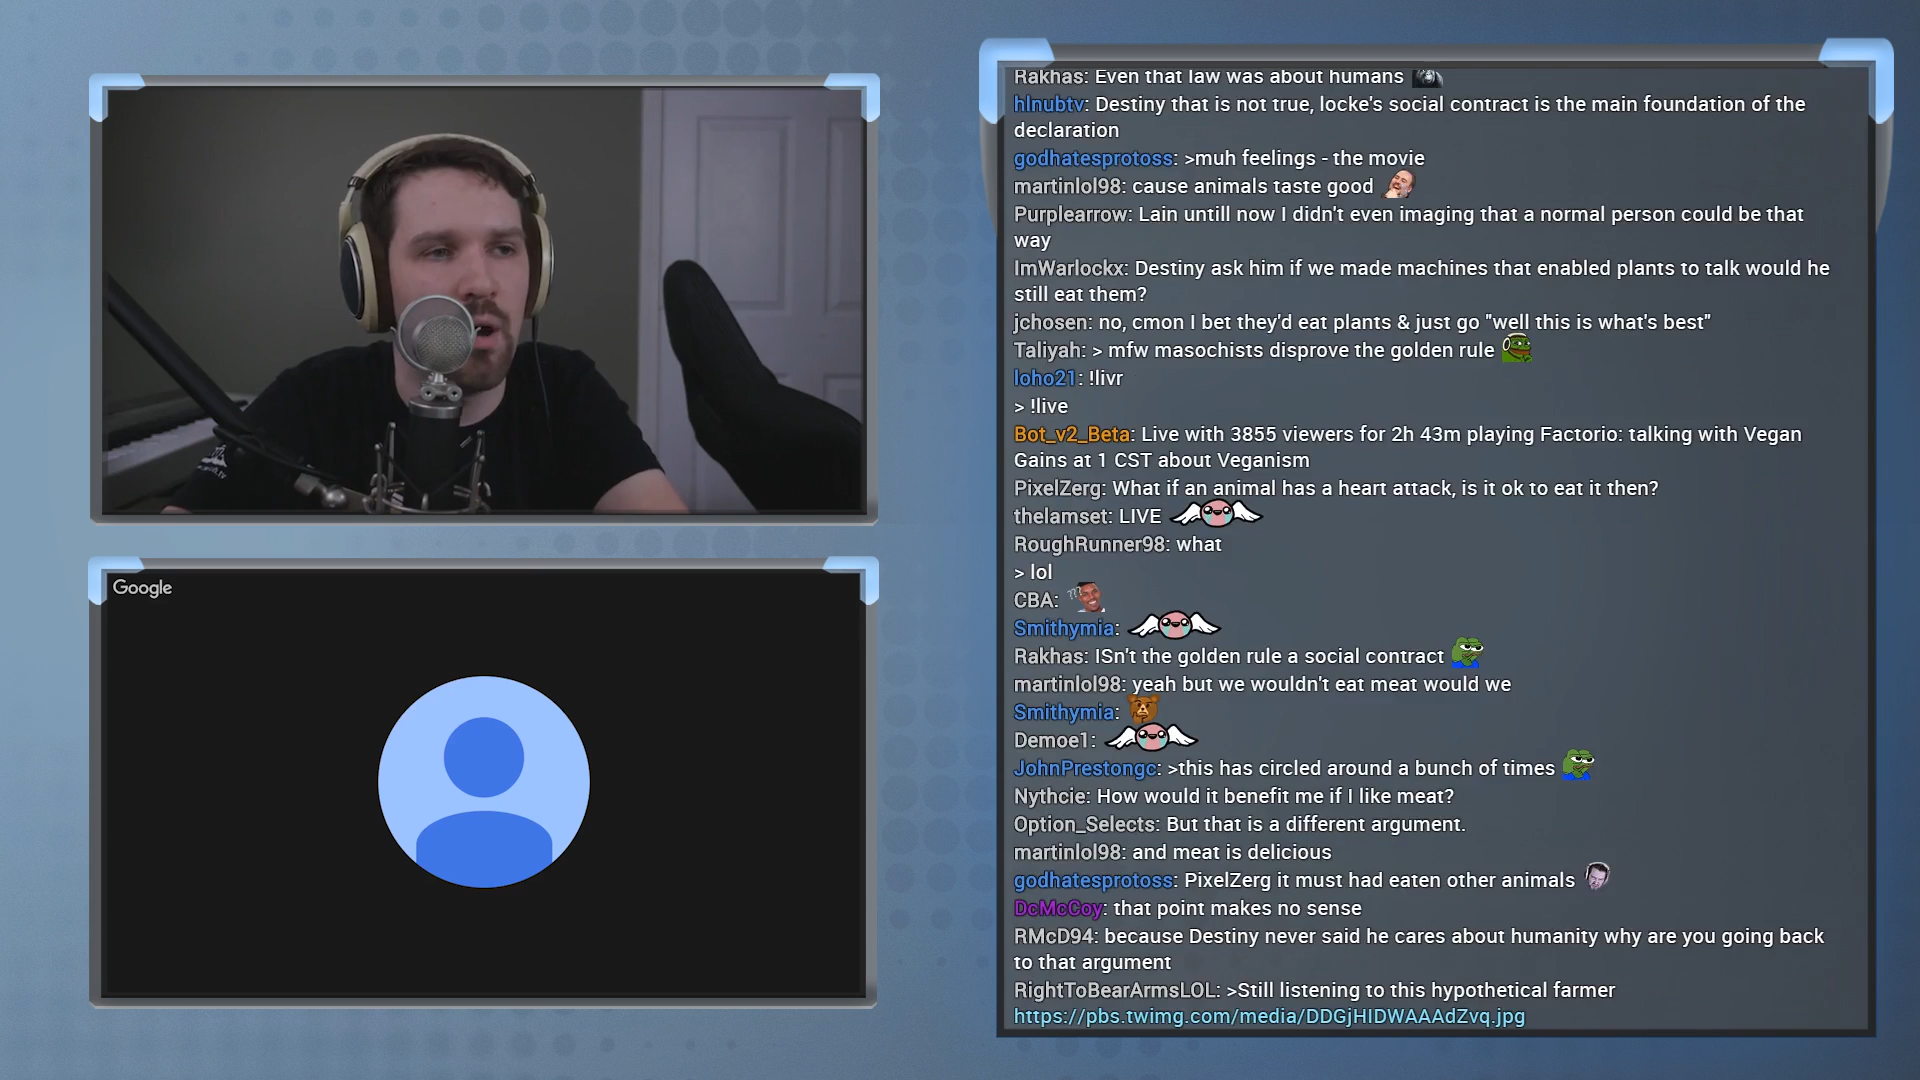 Google
Rakhas: Even that law was about humans
hlnubtv: Destiny that is not true, locke's social contract is the main foundation of the
declaration
godhatesprotoss: >muh feelings - the movie
martinlol98: cause animals taste good
Purplearrow: Lain untill now I didn't even imaging that a normal person could be that
way
ImWarlockx: Destiny ask him if we made machines that enabled plants to talk would he
still eat them?
jchosen: no, cmon I bet they'd eat plants & just go "well this is what's best"
Taliyah: > mfw masochists disprove the golden rule
loho21: !livr
> !live
Bot_v2_Beta: Live with 3855 viewers for 2h 43m playing Factorio: talking with Vegan
Gains at 1 CST about Veganism
PixelZerg: What if an animal has a heart attack, is it ok to eat it then?
thelamset: LIVE
RoughRunner98: what
> lol
CBA:
Smithymia:
Rakhas: ISn't the golden rule a social contract
martinlol98: yeah but we wouldn't eat meat would we
Smithymia:
Demoe1:
JohnPrestongc: >this has circled around a bunch of times
Nythcie: How would it benefit me if I like meat?
Option_Selects: But that is a different argument.
martinlol98: and meat is delicious
godhatesprotoss: PixelZerg it must had eaten other animals
DcMcCoy: that point makes no sense
RMcD94: because Destiny never said he cares about humanity why are you going back
to that argument
RightToBearArmsLOL: >Still listening to this hypothetical farmer
https://pbs.twimg.com/media/DDGjHIDWAAAdZvq.jpg